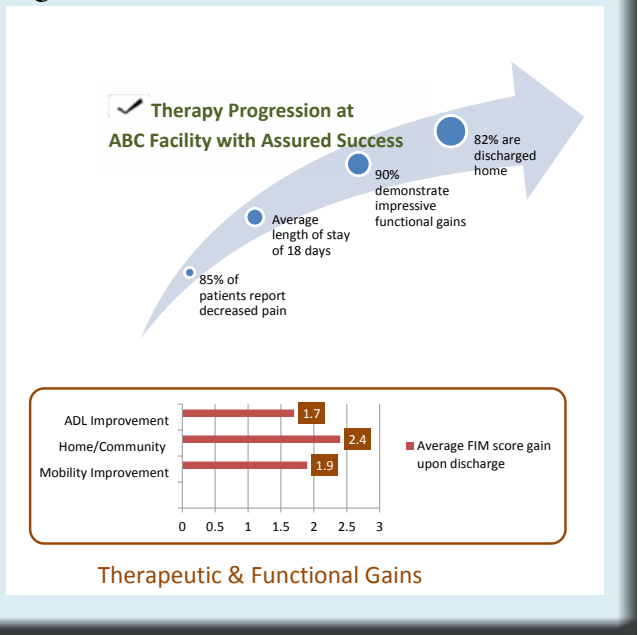 Therapy Progression at
ABC Facility with Assured Success
82% are
discharged
home
90%
demonstrate
impressive
functional gains
Average
length of stay
of 18 days
85% of
patients report
decreased pain
ADL Improvement
1.7
Home/Community
2.4
Mobility Improvement
1.9
Average FIM score gain
upon discharge
0 0.5 1 1.5 2 2.5 3
Therapeutic & Functional Gains